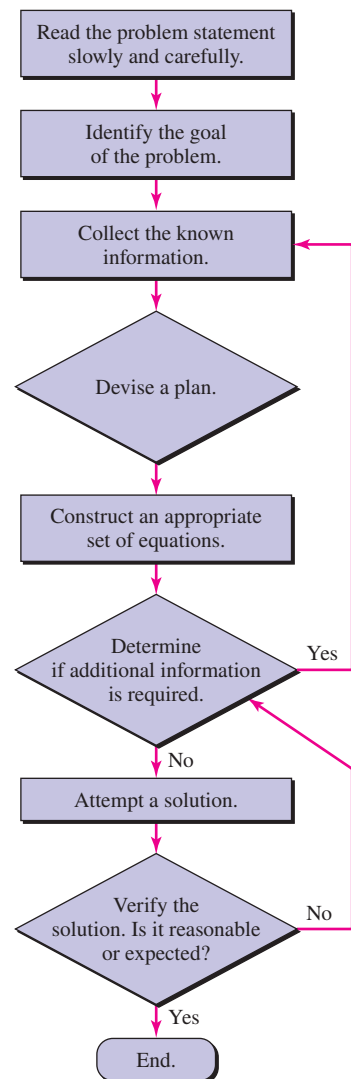 Read the problem statement
slowly and carefully.
Identify the goal
of the problem.
Collect the known
information.
Devise a plan.
Construct an appropriate
set of equations.
Determine
if additional information
is required.
Yes
No
Attempt a solution.
Verify the
solution. Is it reasonable
or expected?
No
Yes
End.